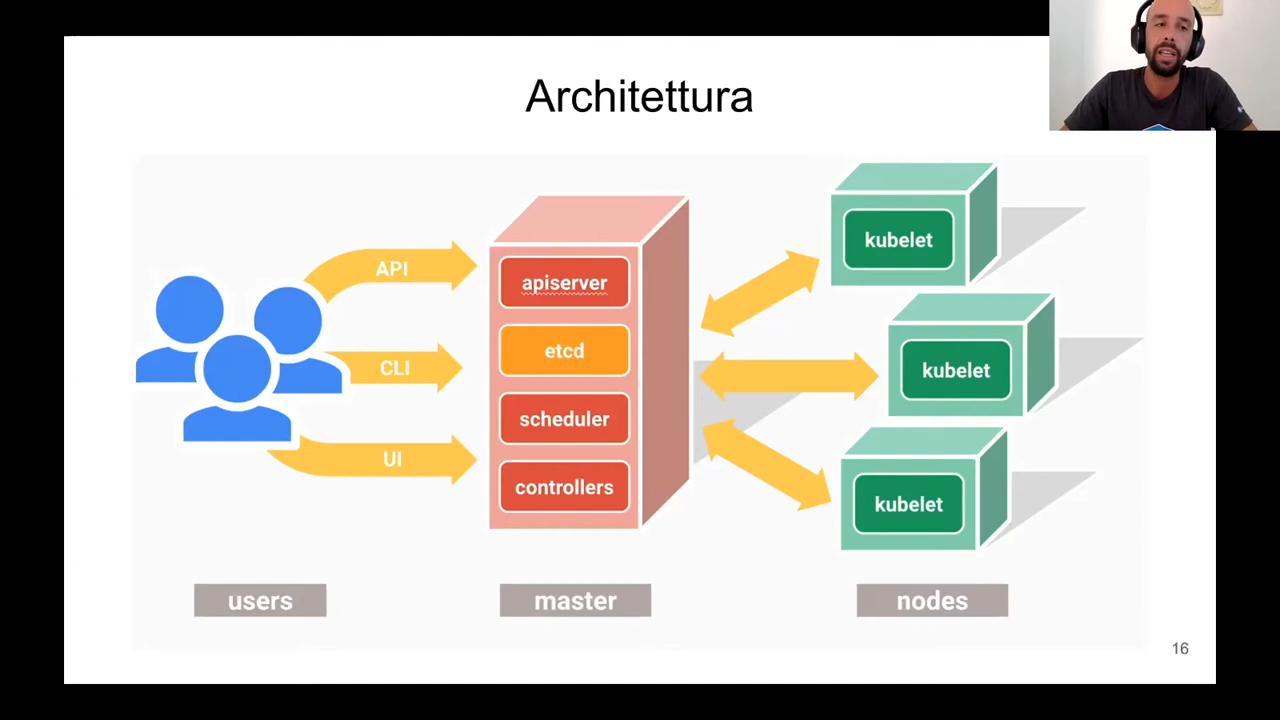 Architettura
API
CLI
UI
apiserver
etcd
scheduler
controllers
kubelet
kubelet
kubelet
users
master
nodes
16